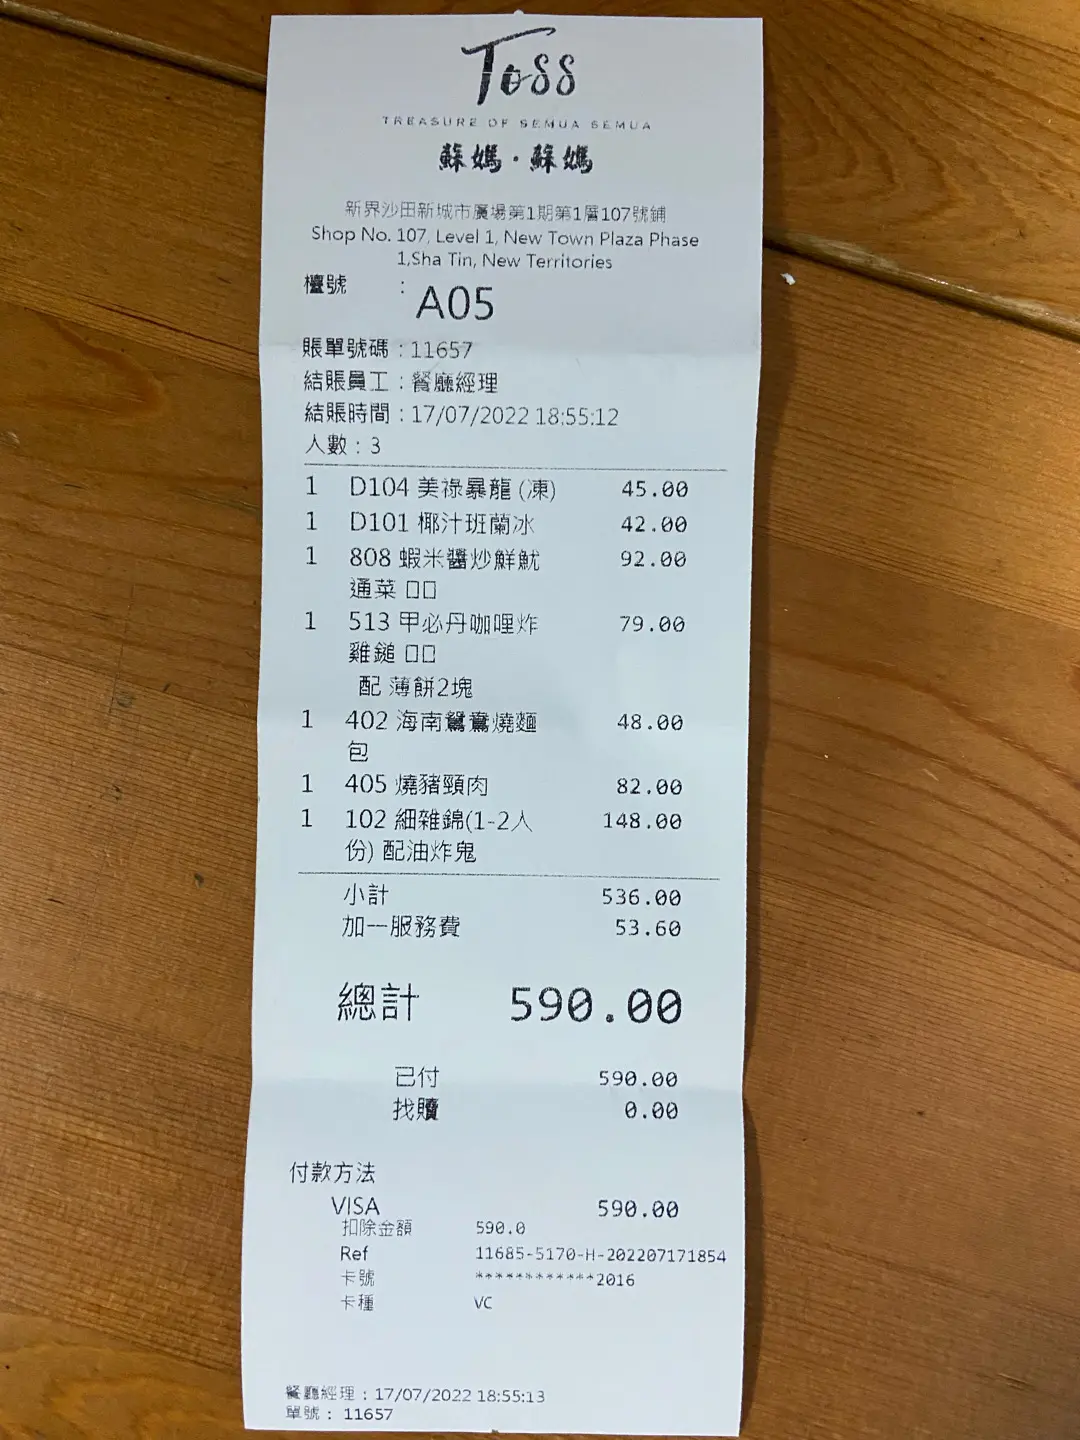 Toss
TREASURE OF SEMUA SEMUA
蘇媽·蘇媽
新界沙田新城市廣場第1期第1層107號鋪
Shop No. 107, Level 1, New Town Plaza Phase
1,Sha Tin, New Territories
檯號 :
A05
賬單號碼 : 11657
結賬員工 : 餐廳經理
結賬時間 : 17/07/2022 18:55:12
人數 : 3
1 D104 美祿暴龍 (凍) 45.00
1 D101 椰汁班蘭冰 42.00
1 808 蝦米醬炒鮮魷 92.00
通菜 □□
1 513 甲必丹咖哩炸 79.00
雞鎚 □□
配 薄餅2塊
1 402 海南鴛鴦燒麵 48.00
包
1 405 燒豬頸肉 82.00
1 102 細雜錦(1-2人 148.00
份) 配油炸鬼
小計 536.00
加一服務費 53.60
總計 590.00
已付 590.00
找贖 0.00
付款方法
VISA 590.00
扣除金額 590.0
Ref 11685-5170-H-202207171854
卡號 ************2016
卡種 VC
餐廳經理 : 17/07/2022 18:55:13
單號 : 11657